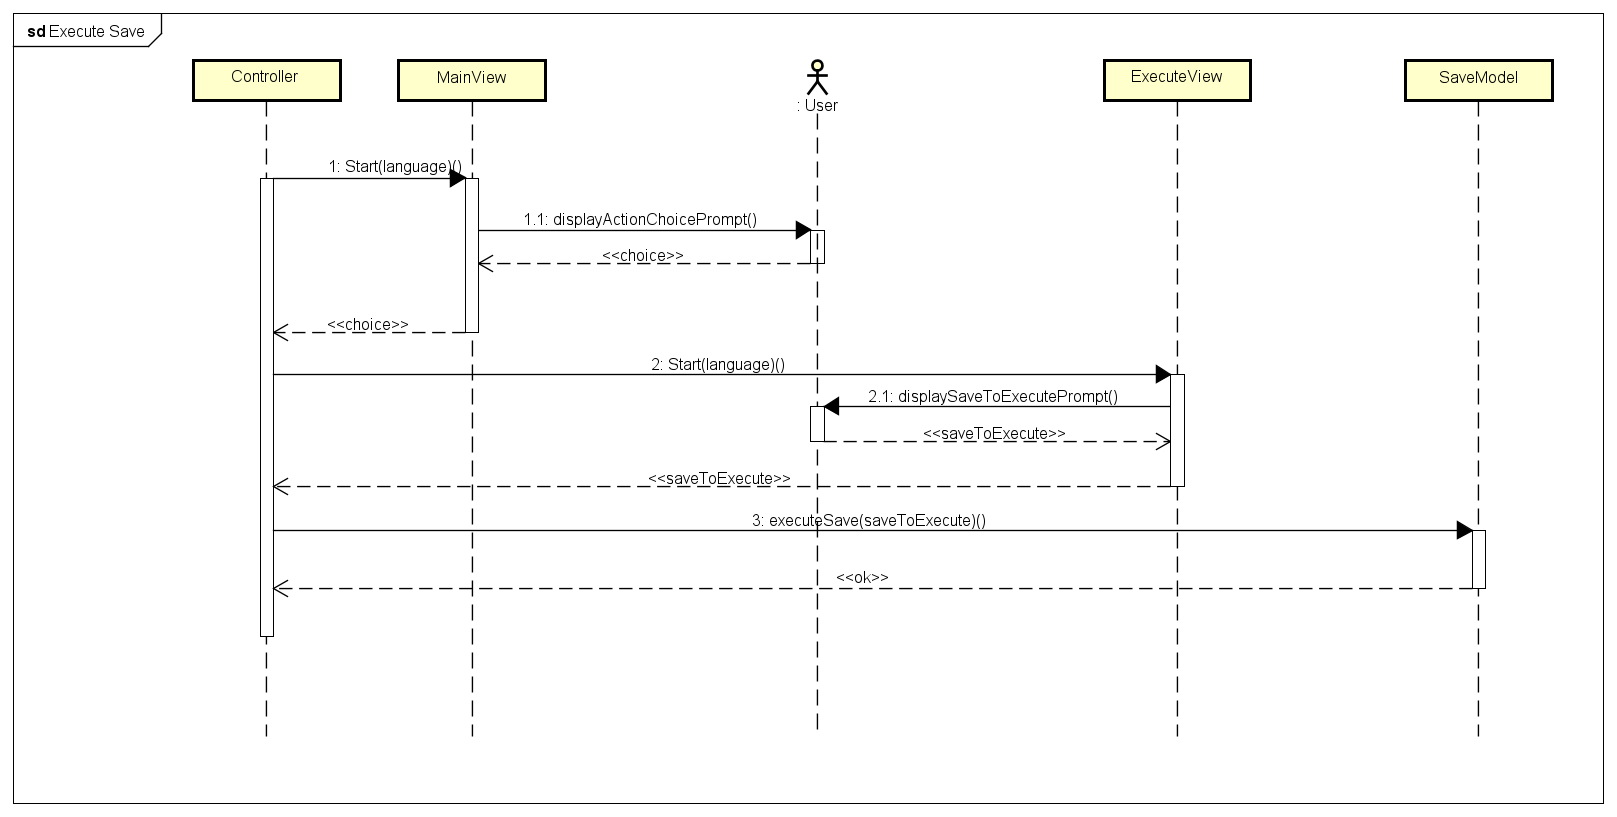 sd Execute Save
Controller
MainView
: User
ExecuteView
SaveModel
1: Start(language)()
1.1: displayActionChoicePrompt()
<<choice>>
<<choice>>
2: Start(language)()
2.1: displaySaveToExecutePrompt()
<<saveToExecute>>
<<saveToExecute>>
3: executeSave(saveToExecute)()
<<ok>>